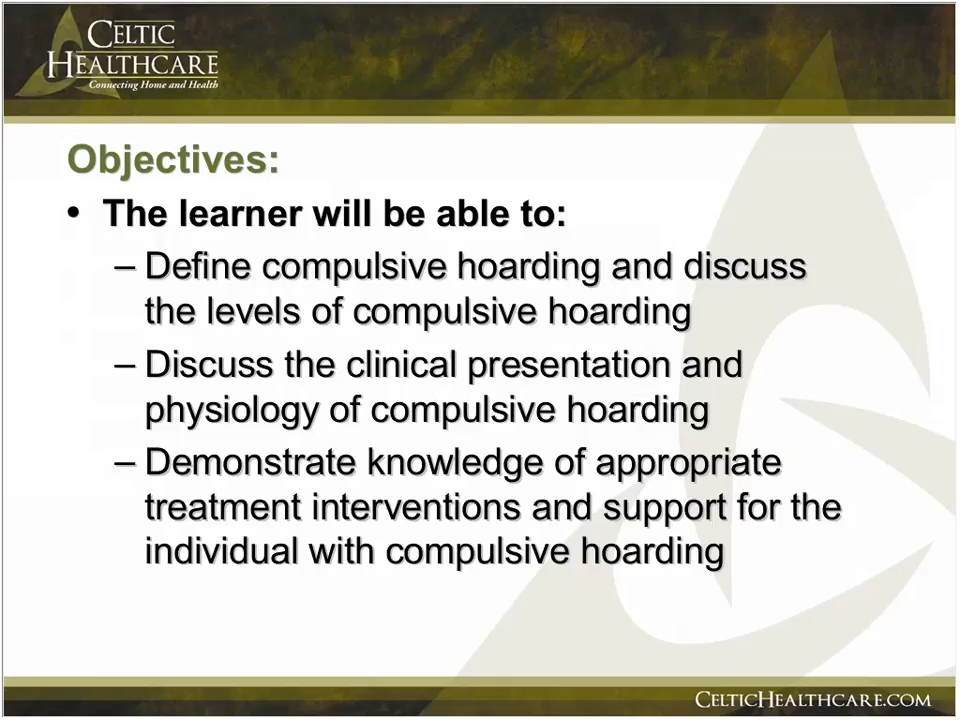 CELTIC
HEALTHCARE
Connecting Home and Health
Objectives:
• The learner will be able to:
– Define compulsive hoarding and discuss
the levels of compulsive hoarding
– Discuss the clinical presentation and
physiology of compulsive hoarding
– Demonstrate knowledge of appropriate
treatment interventions and support for the
individual with compulsive hoarding
CELTICHEALTHCARE.COM